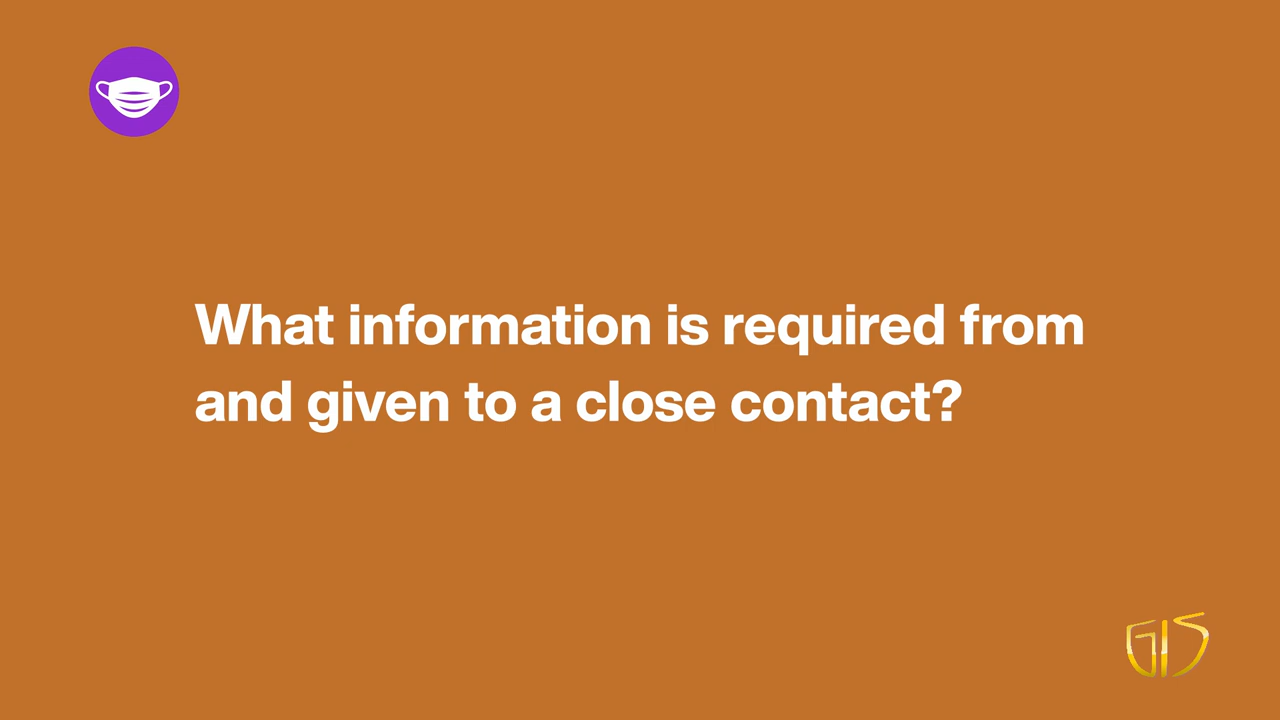 What information is required from
and given to a close contact?
GIS